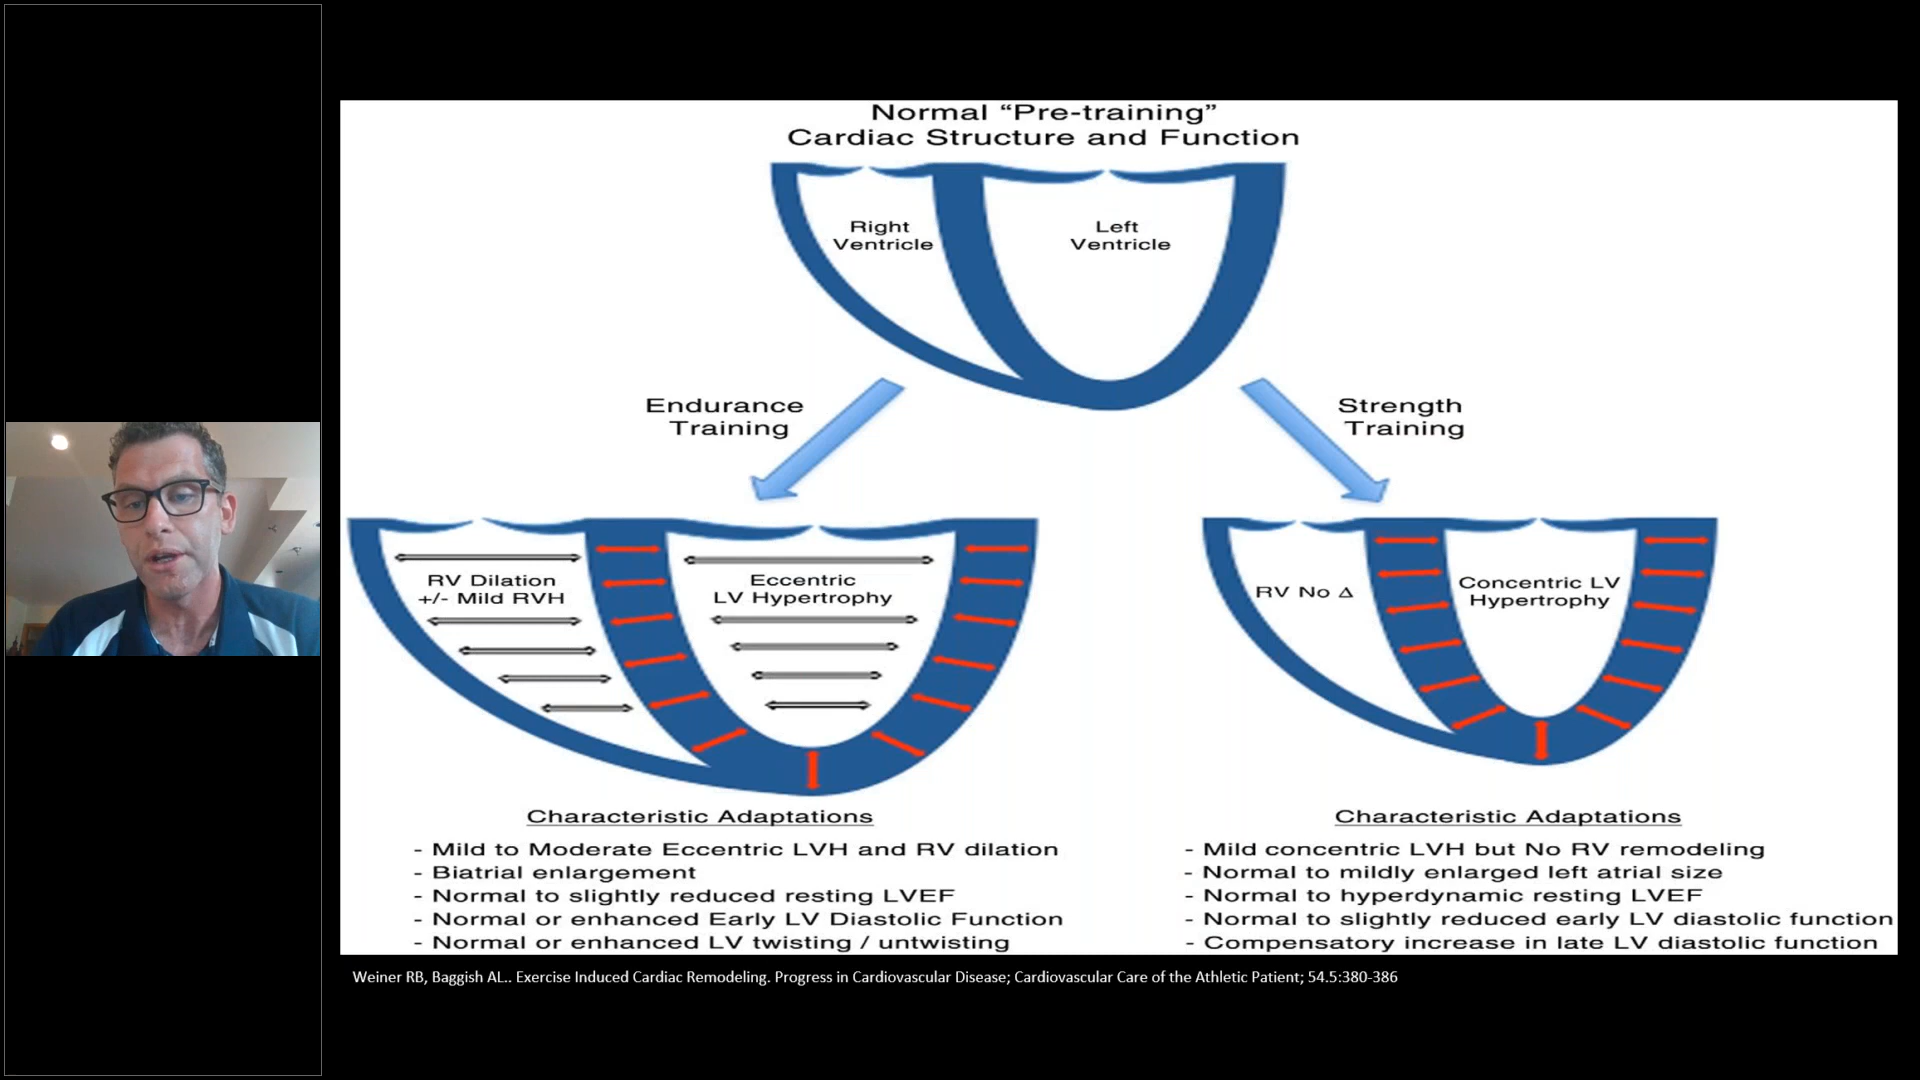 Normal “Pre-training”
Cardiac Structure and Function
Right
Ventricle
Left
Ventricle
Endurance
Training
Strength
Training
RV Dilation
+/- Mild RVH
Eccentric
LV Hypertrophy
RV No Δ
Concentric LV
Hypertrophy
Characteristic Adaptations
- Mild to Moderate Eccentric LVH and RV dilation
- Biatrial enlargement
- Normal to slightly reduced resting LVEF
- Normal or enhanced Early LV Diastolic Function
- Normal or enhanced LV twisting / untwisting
Characteristic Adaptations
- Mild concentric LVH but No RV remodeling
- Normal to mildly enlarged left atrial size
- Normal to hyperdynamic resting LVEF
- Normal to slightly reduced early LV diastolic function
- Compensatory increase in late LV diastolic function
Weiner RB, Baggish AL.. Exercise Induced Cardiac Remodeling. Progress in Cardiovascular Disease; Cardiovascular Care of the Athletic Patient; 54.5:380-386